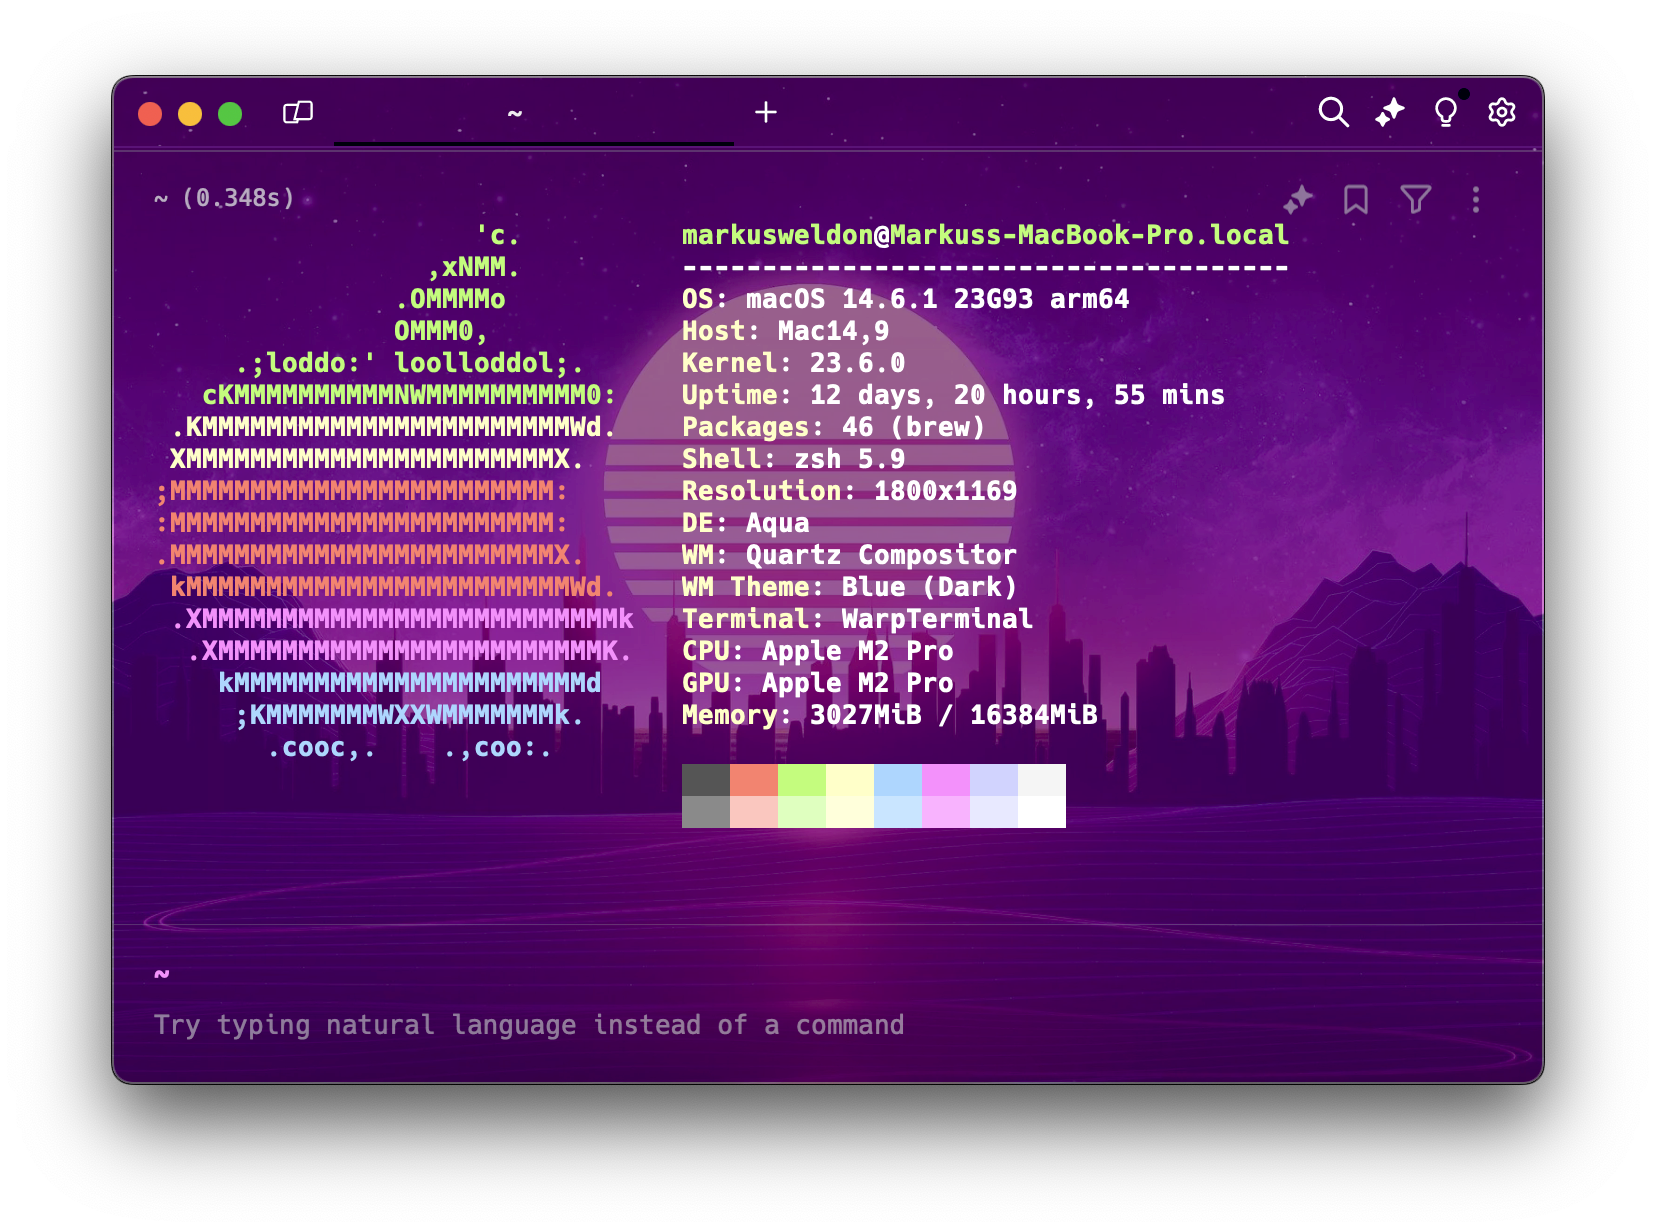 ~
~ (0.348s)
'c.          markusweldon@Markuss-MacBook-Pro.local
,xNMM.          --------------------------------------
.OMMMMo           OS: macOS 14.6.1 23G93 arm64
OMMM0,            Host: Mac14,9
.;loddo:' loolloddol;.      Kernel: 23.6.0
cKMMMMMMMMMMNWMMMMMMMMMM0:    Uptime: 12 days, 20 hours, 55 mins
.KMMMMMMMMMMMMMMMMMMMMMMMWd.    Packages: 46 (brew)
XMMMMMMMMMMMMMMMMMMMMMMMX.      Shell: zsh 5.9
;MMMMMMMMMMMMMMMMMMMMMMMM:       Resolution: 1800x1169
:MMMMMMMMMMMMMMMMMMMMMMMM:       DE: Aqua
.MMMMMMMMMMMMMMMMMMMMMMMMX.      WM: Quartz Compositor
kMMMMMMMMMMMMMMMMMMMMMMMMWd.    WM Theme: Blue (Dark)
.XMMMMMMMMMMMMMMMMMMMMMMMMMMk   Terminal: WarpTerminal
.XMMMMMMMMMMMMMMMMMMMMMMMMK.   CPU: Apple M2 Pro
kMMMMMMMMMMMMMMMMMMMMMMd     GPU: Apple M2 Pro
;KMMMMMMMWXXWMMMMMMMk.      Memory: 3027MiB / 16384MiB
.cooc,.    .,coo:.
~
Try typing natural language instead of a command